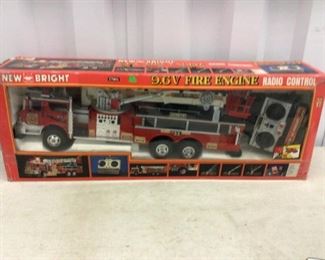 NEW BRIGHT
9.6V FIRE ENGINE
RADIO CONTROL